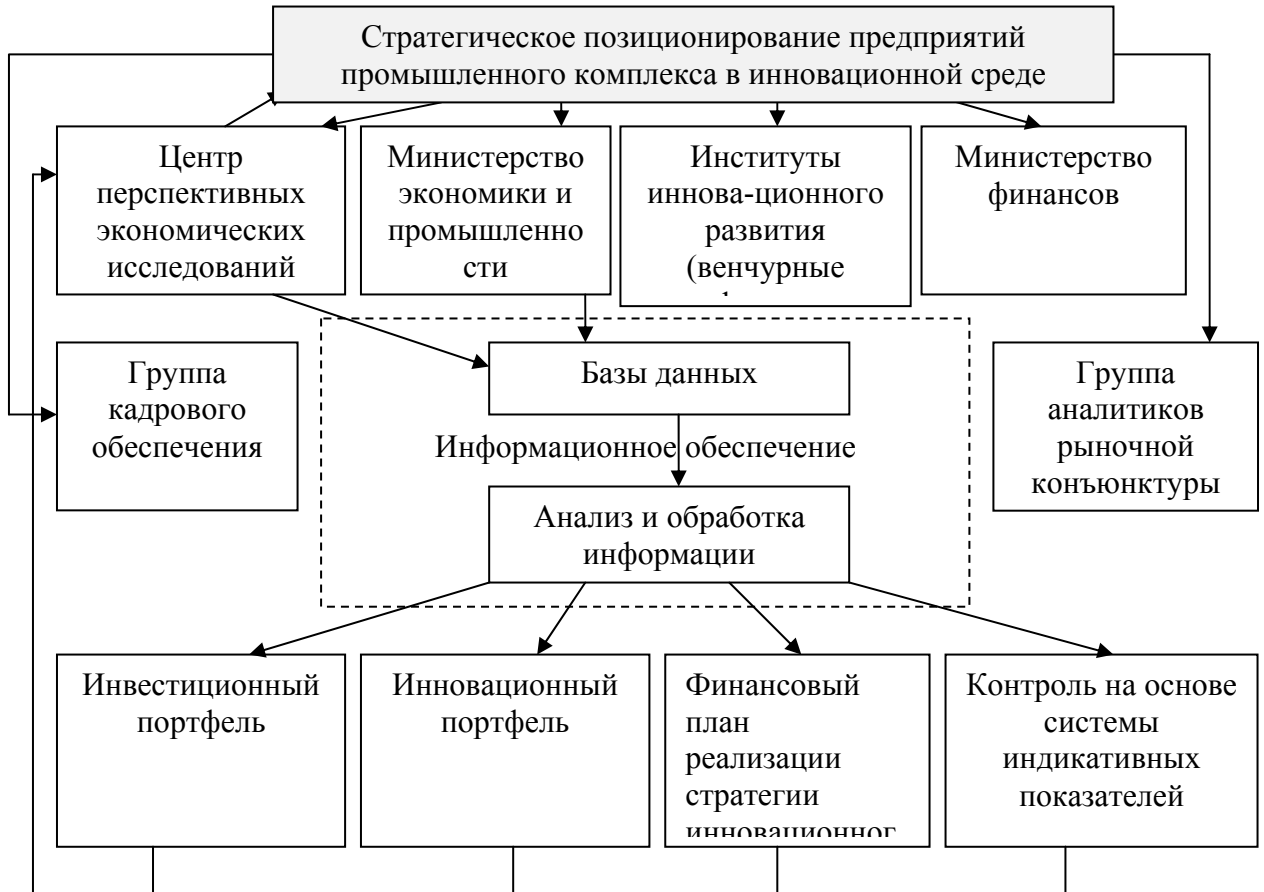 Стратегическое позиционирование предприятий
промышленного комплекса в инновационной среде
Центр
перспективных
экономических
исследований
Министерство
экономики и
промышленно
сти
Институты
иннова-ционного
развития
(венчурные
Министерство
финансов
Группа
кадрового
обеспечения
Базы данных
Информационное обеспечение
Анализ и обработка
информации
Группа
аналитиков
рыночной
конъюнктуры
Инвестиционный
портфель
Инновационный
портфель
Финансовый
план
реализации
стратегии
инновационног
Контроль на основе
системы
индикативных
показателей